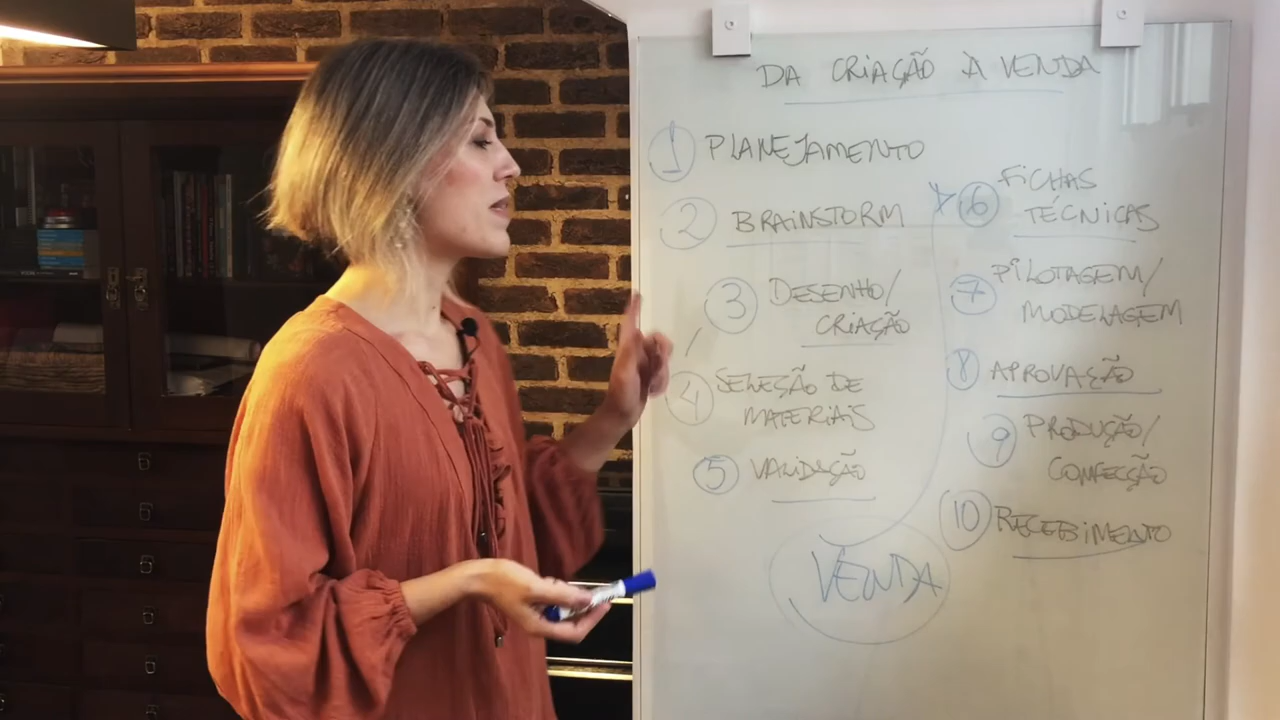 DA CRIAÇÃO À VENDA
1 PLANEJAMENTO
2 BRAINSTORM
3 DESENHO/
CRIAÇÃO
4 SELEÇÃO DE
MATERIAIS
5 VALIDAÇÃO
6 FICHAS
TÉCNICAS
7 PILOTAGEM/
MODELAGEM
8 APROVAÇÃO
9 PRODUÇÃO/
CONFECÇÃO
10 RECEBIMENTO
VENDA